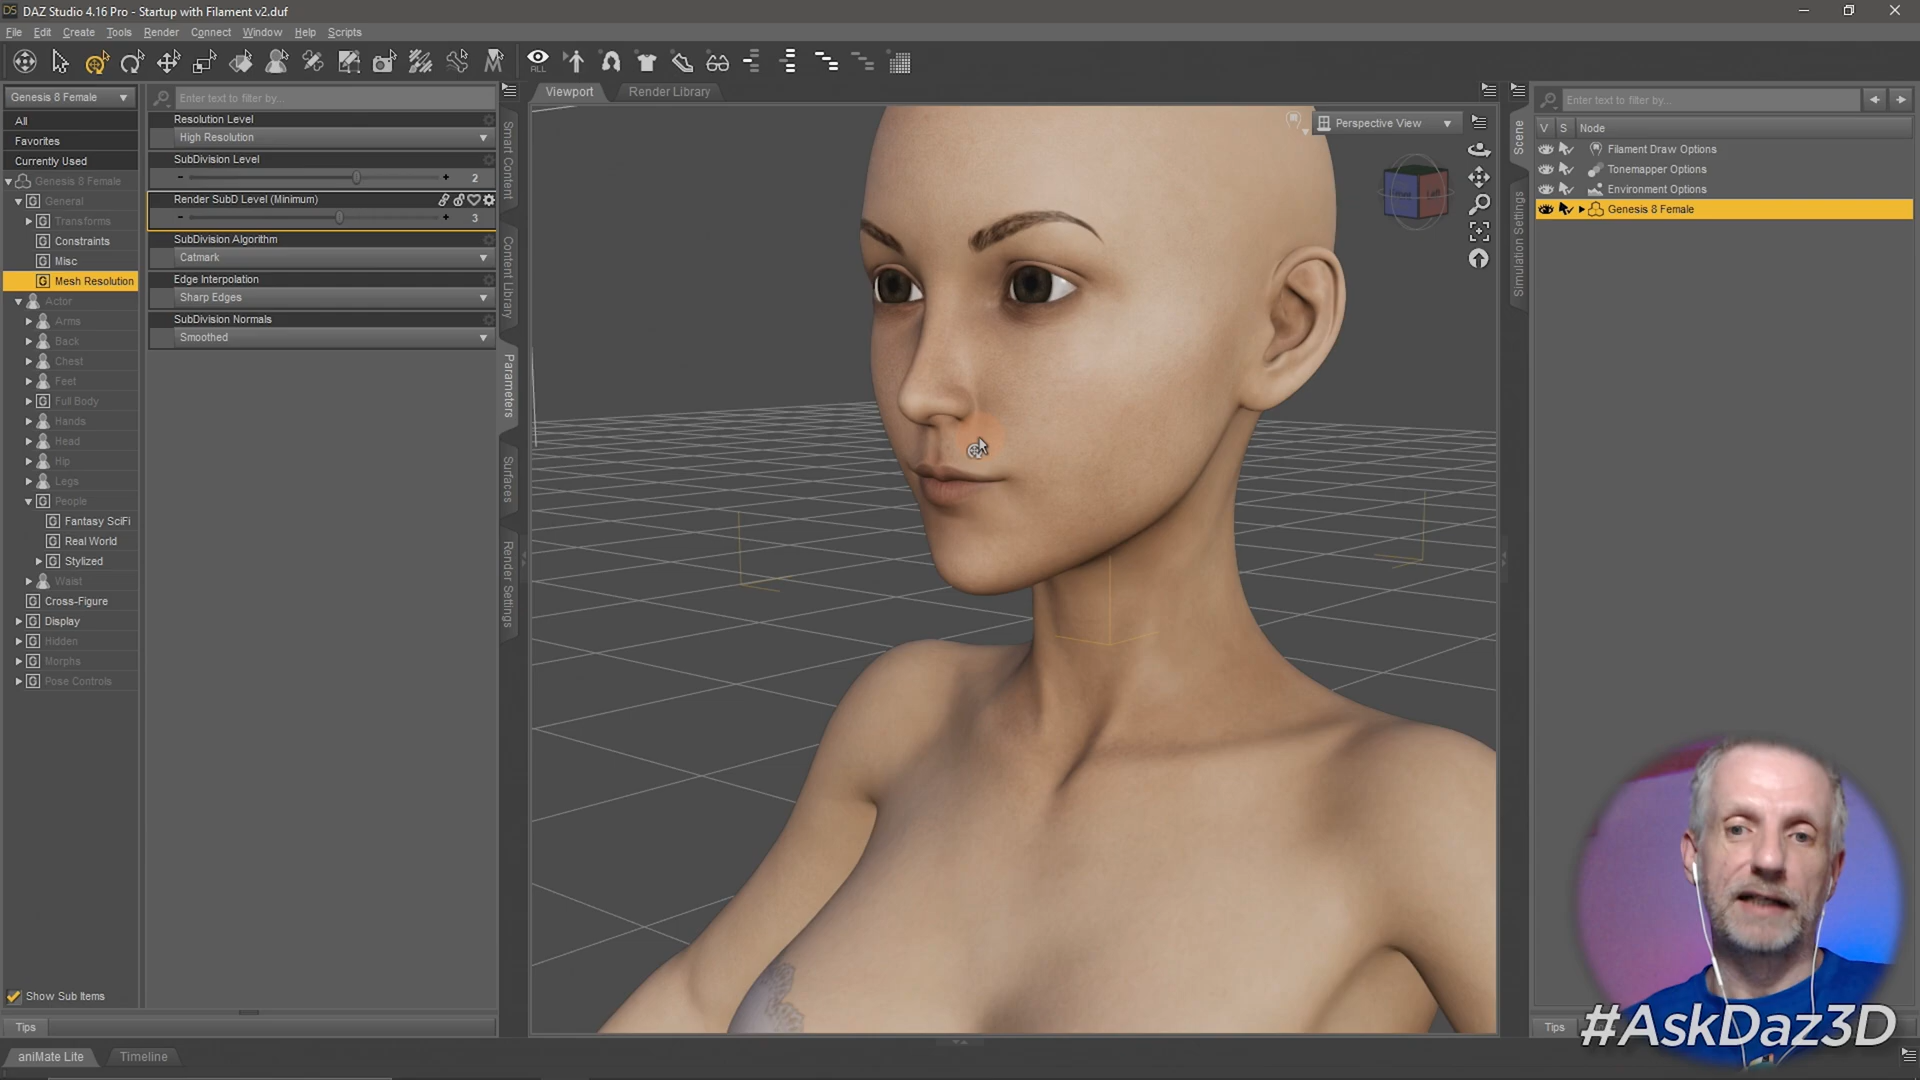 DS DAZ Studio 4.16 Pro - Startup with Filament v2.duf
File Edit Create Tools Render Connect Window Help Scripts
ALL
Genesis 8 Female
All
Favorites
Currently Used
Genesis 8 Female
General
Transforms
Constraints
Misc
Mesh Resolution
Actor
Arms
Back
Chest
Feet
Full Body
Hands
Head
Hip
Legs
People
Fantasy SciFi
Real World
Stylized
Waist
Cross-Figure
Display
Hidden
Morphs
Pose Controls
Show Sub Items
Tips
Enter text to filter by...
Resolution Level
High Resolution
SubDivision Level
- + 2
Render SubD Level (Minimum)
- + 3
SubDivision Algorithm
Catmark
Edge Interpolation
Sharp Edges
SubDivision Normals
Smoothed
Smart Content
Content Library
Parameters
Surfaces
Render Settings
Viewport Render Library
Perspective View
Left
Scene
Simulation Settings
Enter text to filter by...
V S Node
Filament Draw Options
Tonemapper Options
Environment Options
Genesis 8 Female
Tips
#AskDaz3D
aniMate Lite Timeline